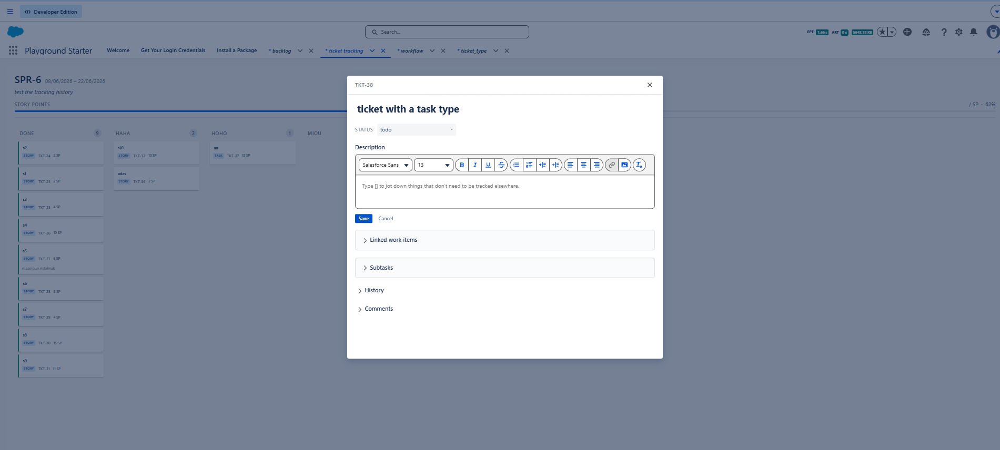 Developer Edition
Search...
EPT: 1.66 s ART 0 s 5648.18 KB
Playground Starter Welcome Get Your Login Credentials Install a Package * backlog * ticket tracking * workflow * ticket_type
SPR-6 08/06/2026 – 22/06/2026
test the tracking history
STORY POINTS
/ SP · 62%
DONE 9
s2
STORY TKT-24 2 SP
s1
STORY TKT-23 2 SP
s3
STORY TKT-25 4 SP
s4
STORY TKT-26 10 SP
s5
STORY TKT-27 6 SP
s6
STORY TKT-28 5 SP
s7
STORY TKT-29 4 SP
s8
STORY TKT-30 15 SP
s9
STORY TKT-31 11 SP
HAHA 2
s10
STORY TKT-32 10 SP
adas
STORY TKT-36 2 SP
HOHO 1
aa
TASK TKT-37 12 SP
MIOU
TKT-38
ticket with a task type
STATUS todo
Description
Salesforce Sans 13
Type [] to jot down things that don't need to be tracked elsewhere.
Save Cancel
Linked work items
Subtasks
History
Comments